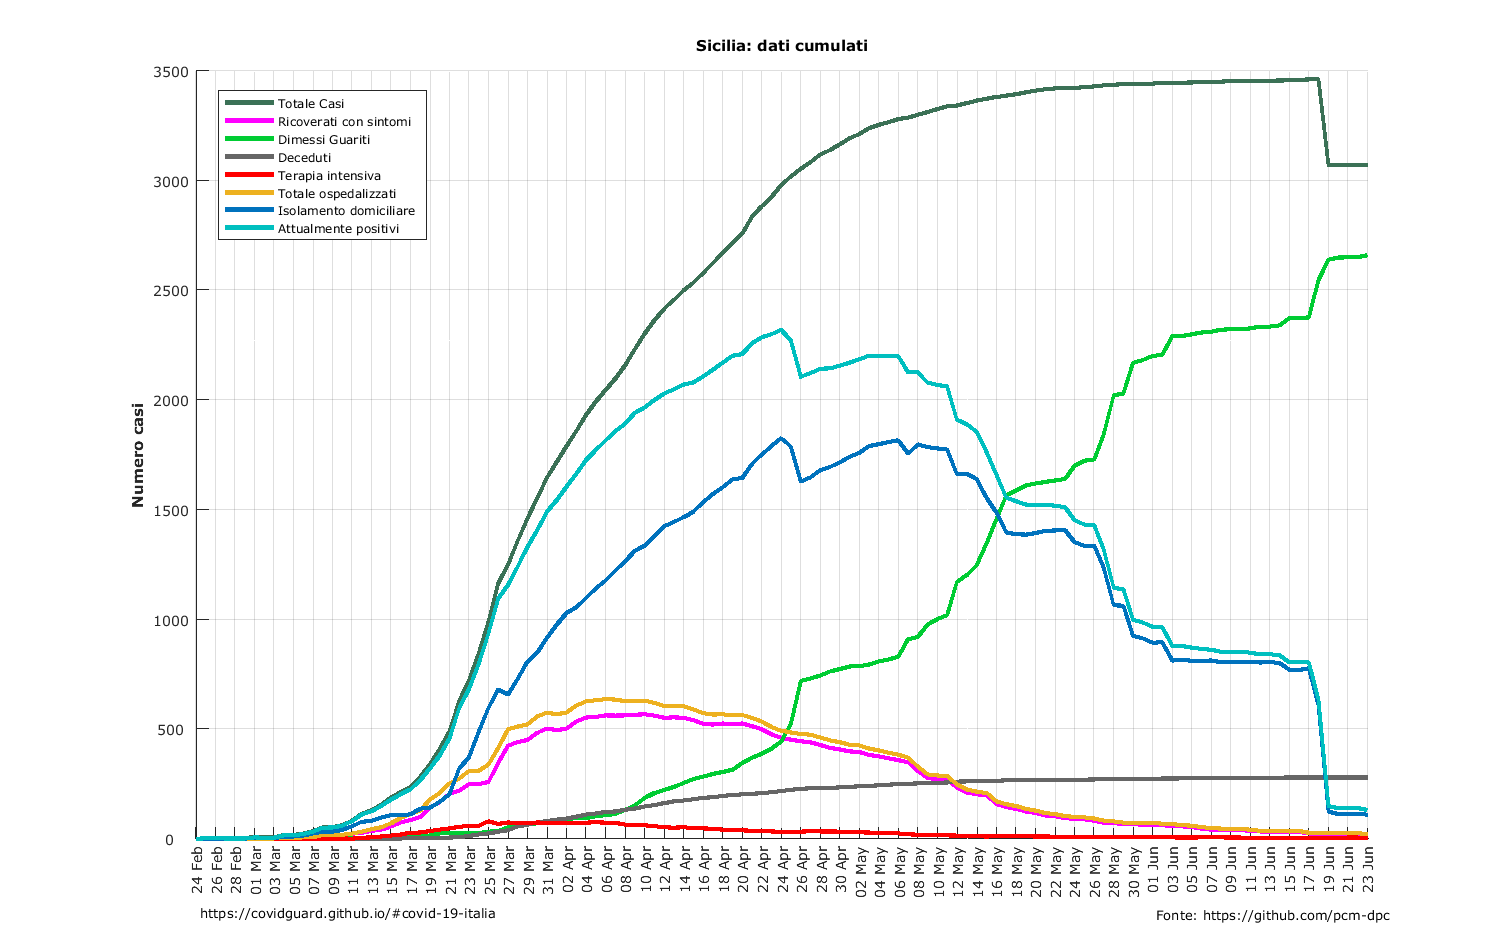 Sicilia: dati cumulati
Numero casi
3500
3000
2500
2000
1500
1000
500
0
Totale Casi
Ricoverati con sintomi
Dimessi Guariti
Deceduti
Terapia intensiva
Totale ospedalizzati
Isolamento domiciliare
Attualmente positivi
24 Feb
26 Feb
28 Feb
01 Mar
03 Mar
05 Mar
07 Mar
09 Mar
11 Mar
13 Mar
15 Mar
17 Mar
19 Mar
21 Mar
23 Mar
25 Mar
27 Mar
29 Mar
31 Mar
02 Apr
04 Apr
06 Apr
08 Apr
10 Apr
12 Apr
14 Apr
16 Apr
18 Apr
20 Apr
22 Apr
24 Apr
26 Apr
28 Apr
30 Apr
02 May
04 May
06 May
08 May
10 May
12 May
14 May
16 May
18 May
20 May
22 May
24 May
26 May
28 May
30 May
01 Jun
03 Jun
05 Jun
07 Jun
09 Jun
11 Jun
13 Jun
15 Jun
17 Jun
19 Jun
21 Jun
23 Jun
https://covidguard.github.io/#covid-19-italia
Fonte: https://github.com/pcm-dpc